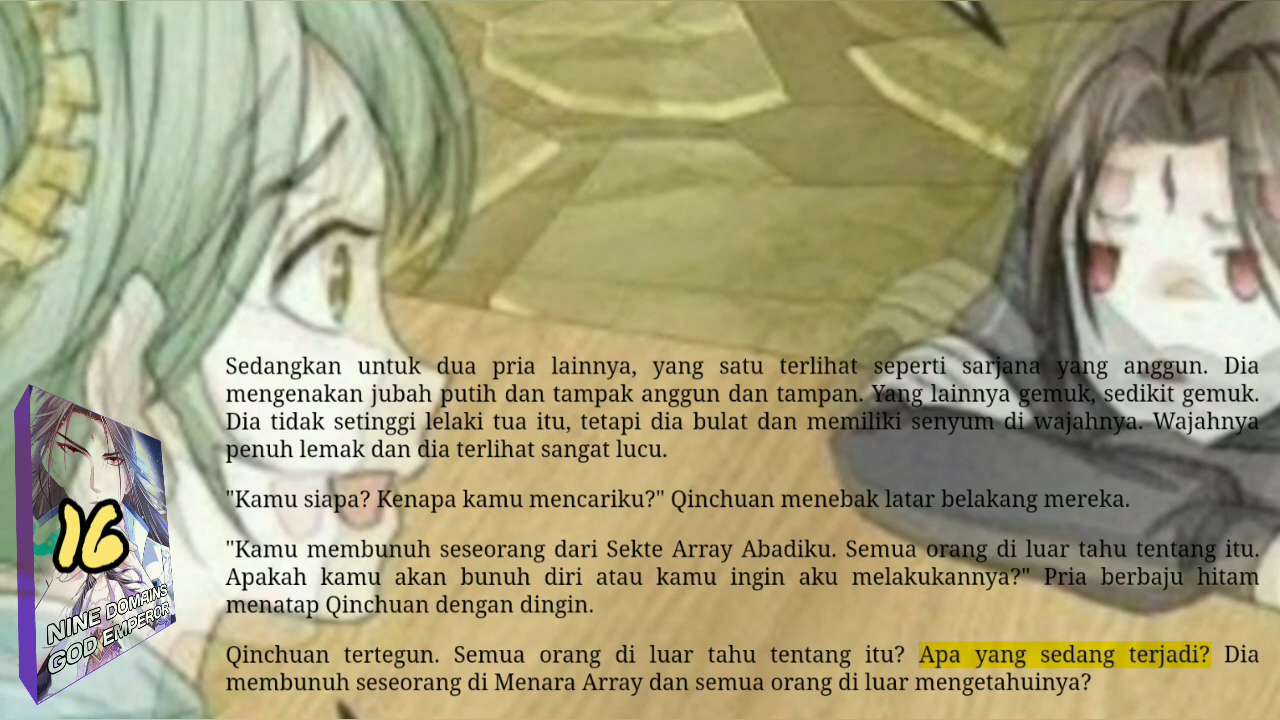 Sedangkan untuk dua pria lainnya, yang satu terlihat seperti sarjana yang anggun. Dia
mengenakan jubah putih dan tampak anggun dan tampan. Yang lainnya gemuk, sedikit gemuk.
Dia tidak setinggi lelaki tua itu, tetapi dia bulat dan memiliki senyum di wajahnya. Wajahnya
penuh lemak dan dia terlihat sangat lucu.
"Kamu siapa? Kenapa kamu mencariku?" Qinchuan menebak latar belakang mereka.
"Kamu membunuh seseorang dari Sekte Array Abadiku. Semua orang di luar tahu tentang itu.
Apakah kamu akan bunuh diri atau kamu ingin aku melakukannya?" Pria berbaju hitam
menatap Qinchuan dengan dingin.
Qinchuan tertegun. Semua orang di luar tahu tentang itu? Apa yang sedang terjadi? Dia
membunuh seseorang di Menara Array dan semua orang di luar mengetahuinya?
16
NINE DOMAINS
GOD EMPEROR